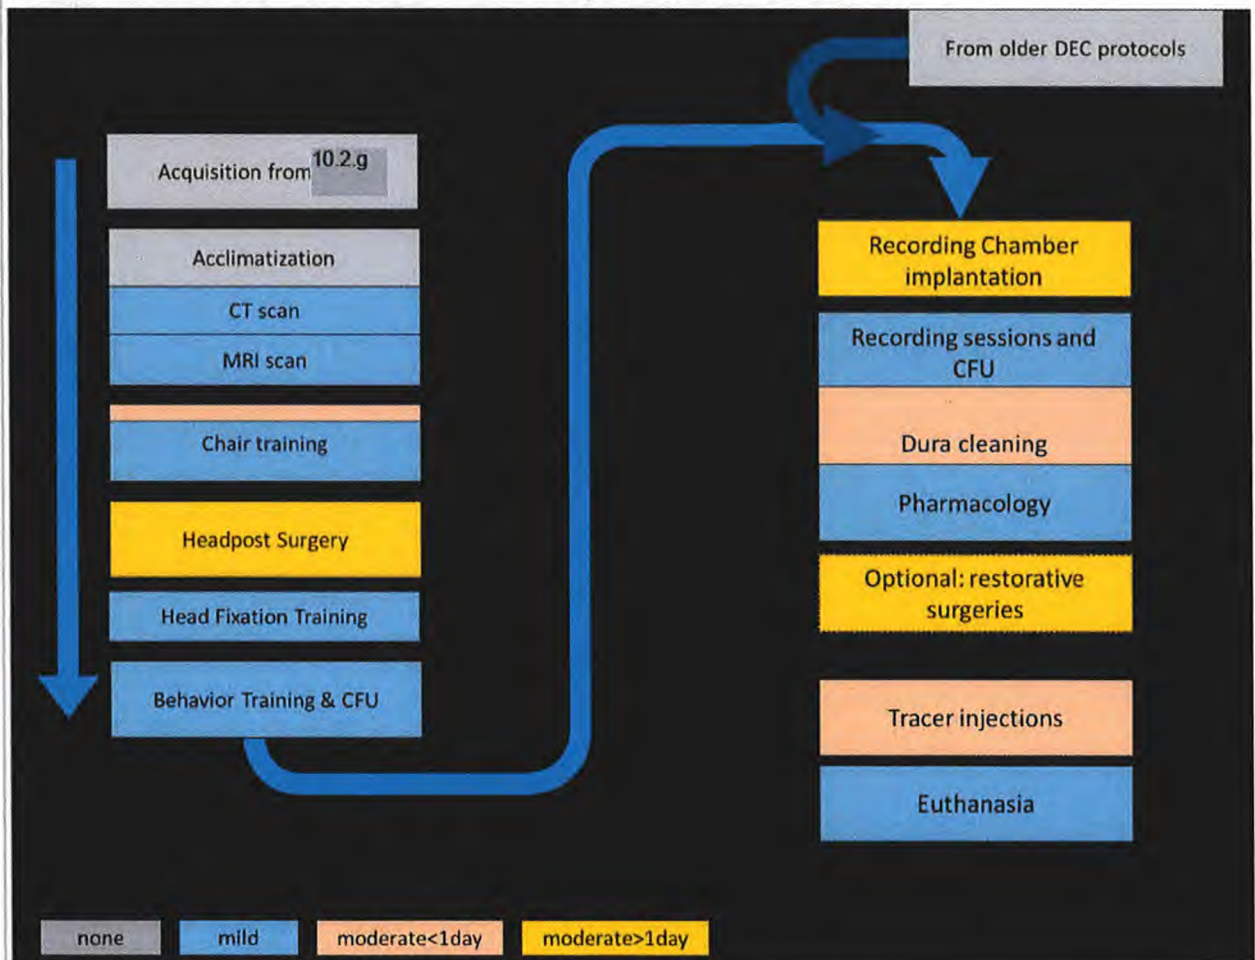 From older DEC protocols
Acquisition from 10.2.g
Acclimatization
CT scan
MRI scan
Chair training
Headpost Surgery
Head Fixation Training
Behavior Training & CFU
Recording Chamber
implantation
Recording sessions and
CFU
Dura cleaning
Pharmacology
Optional: restorative
surgeries
Tracer injections
Euthanasia
none
mild
moderate<1day
moderate>1day